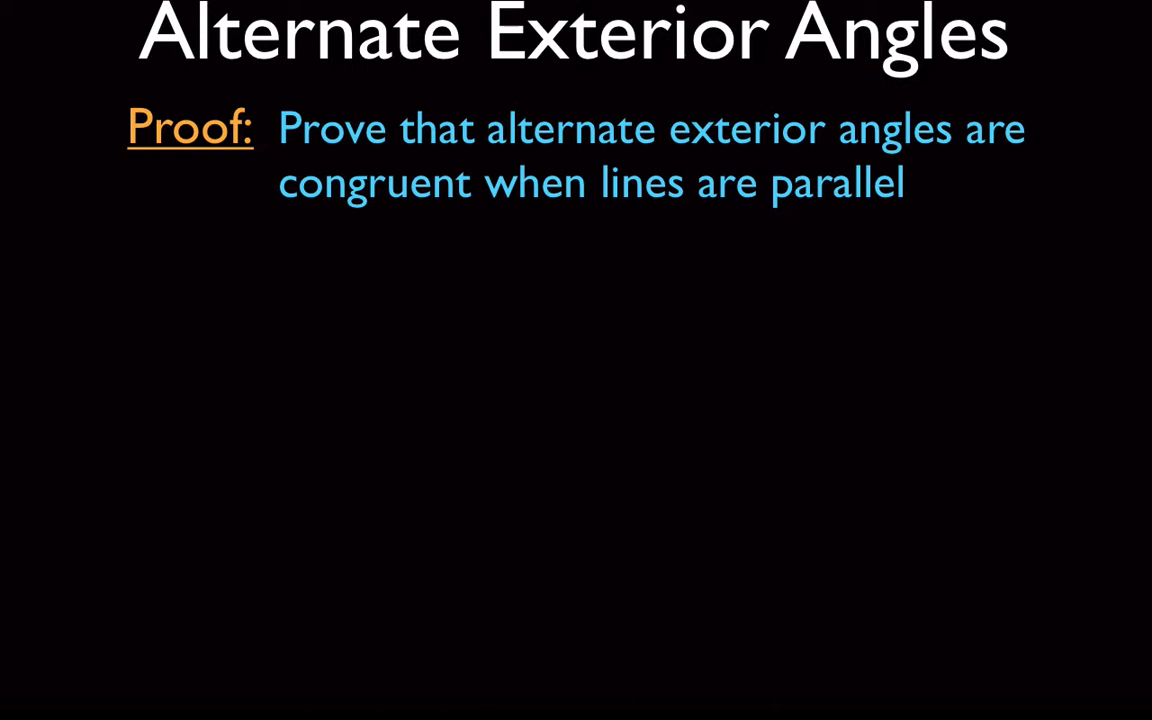 Alternate Exterior Angles
Proof: Prove that alternate exterior angles are
congruent when lines are parallel